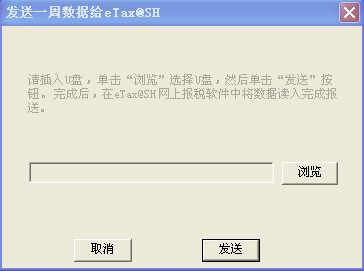 发送一周数据给eTax@SH
请插入U盘，单击“浏览”选择U盘，然后单击“发送”按
钮。完成后，在eTax@SH网上报税软件中将数据读入完成报
送。
浏览
取消
发送